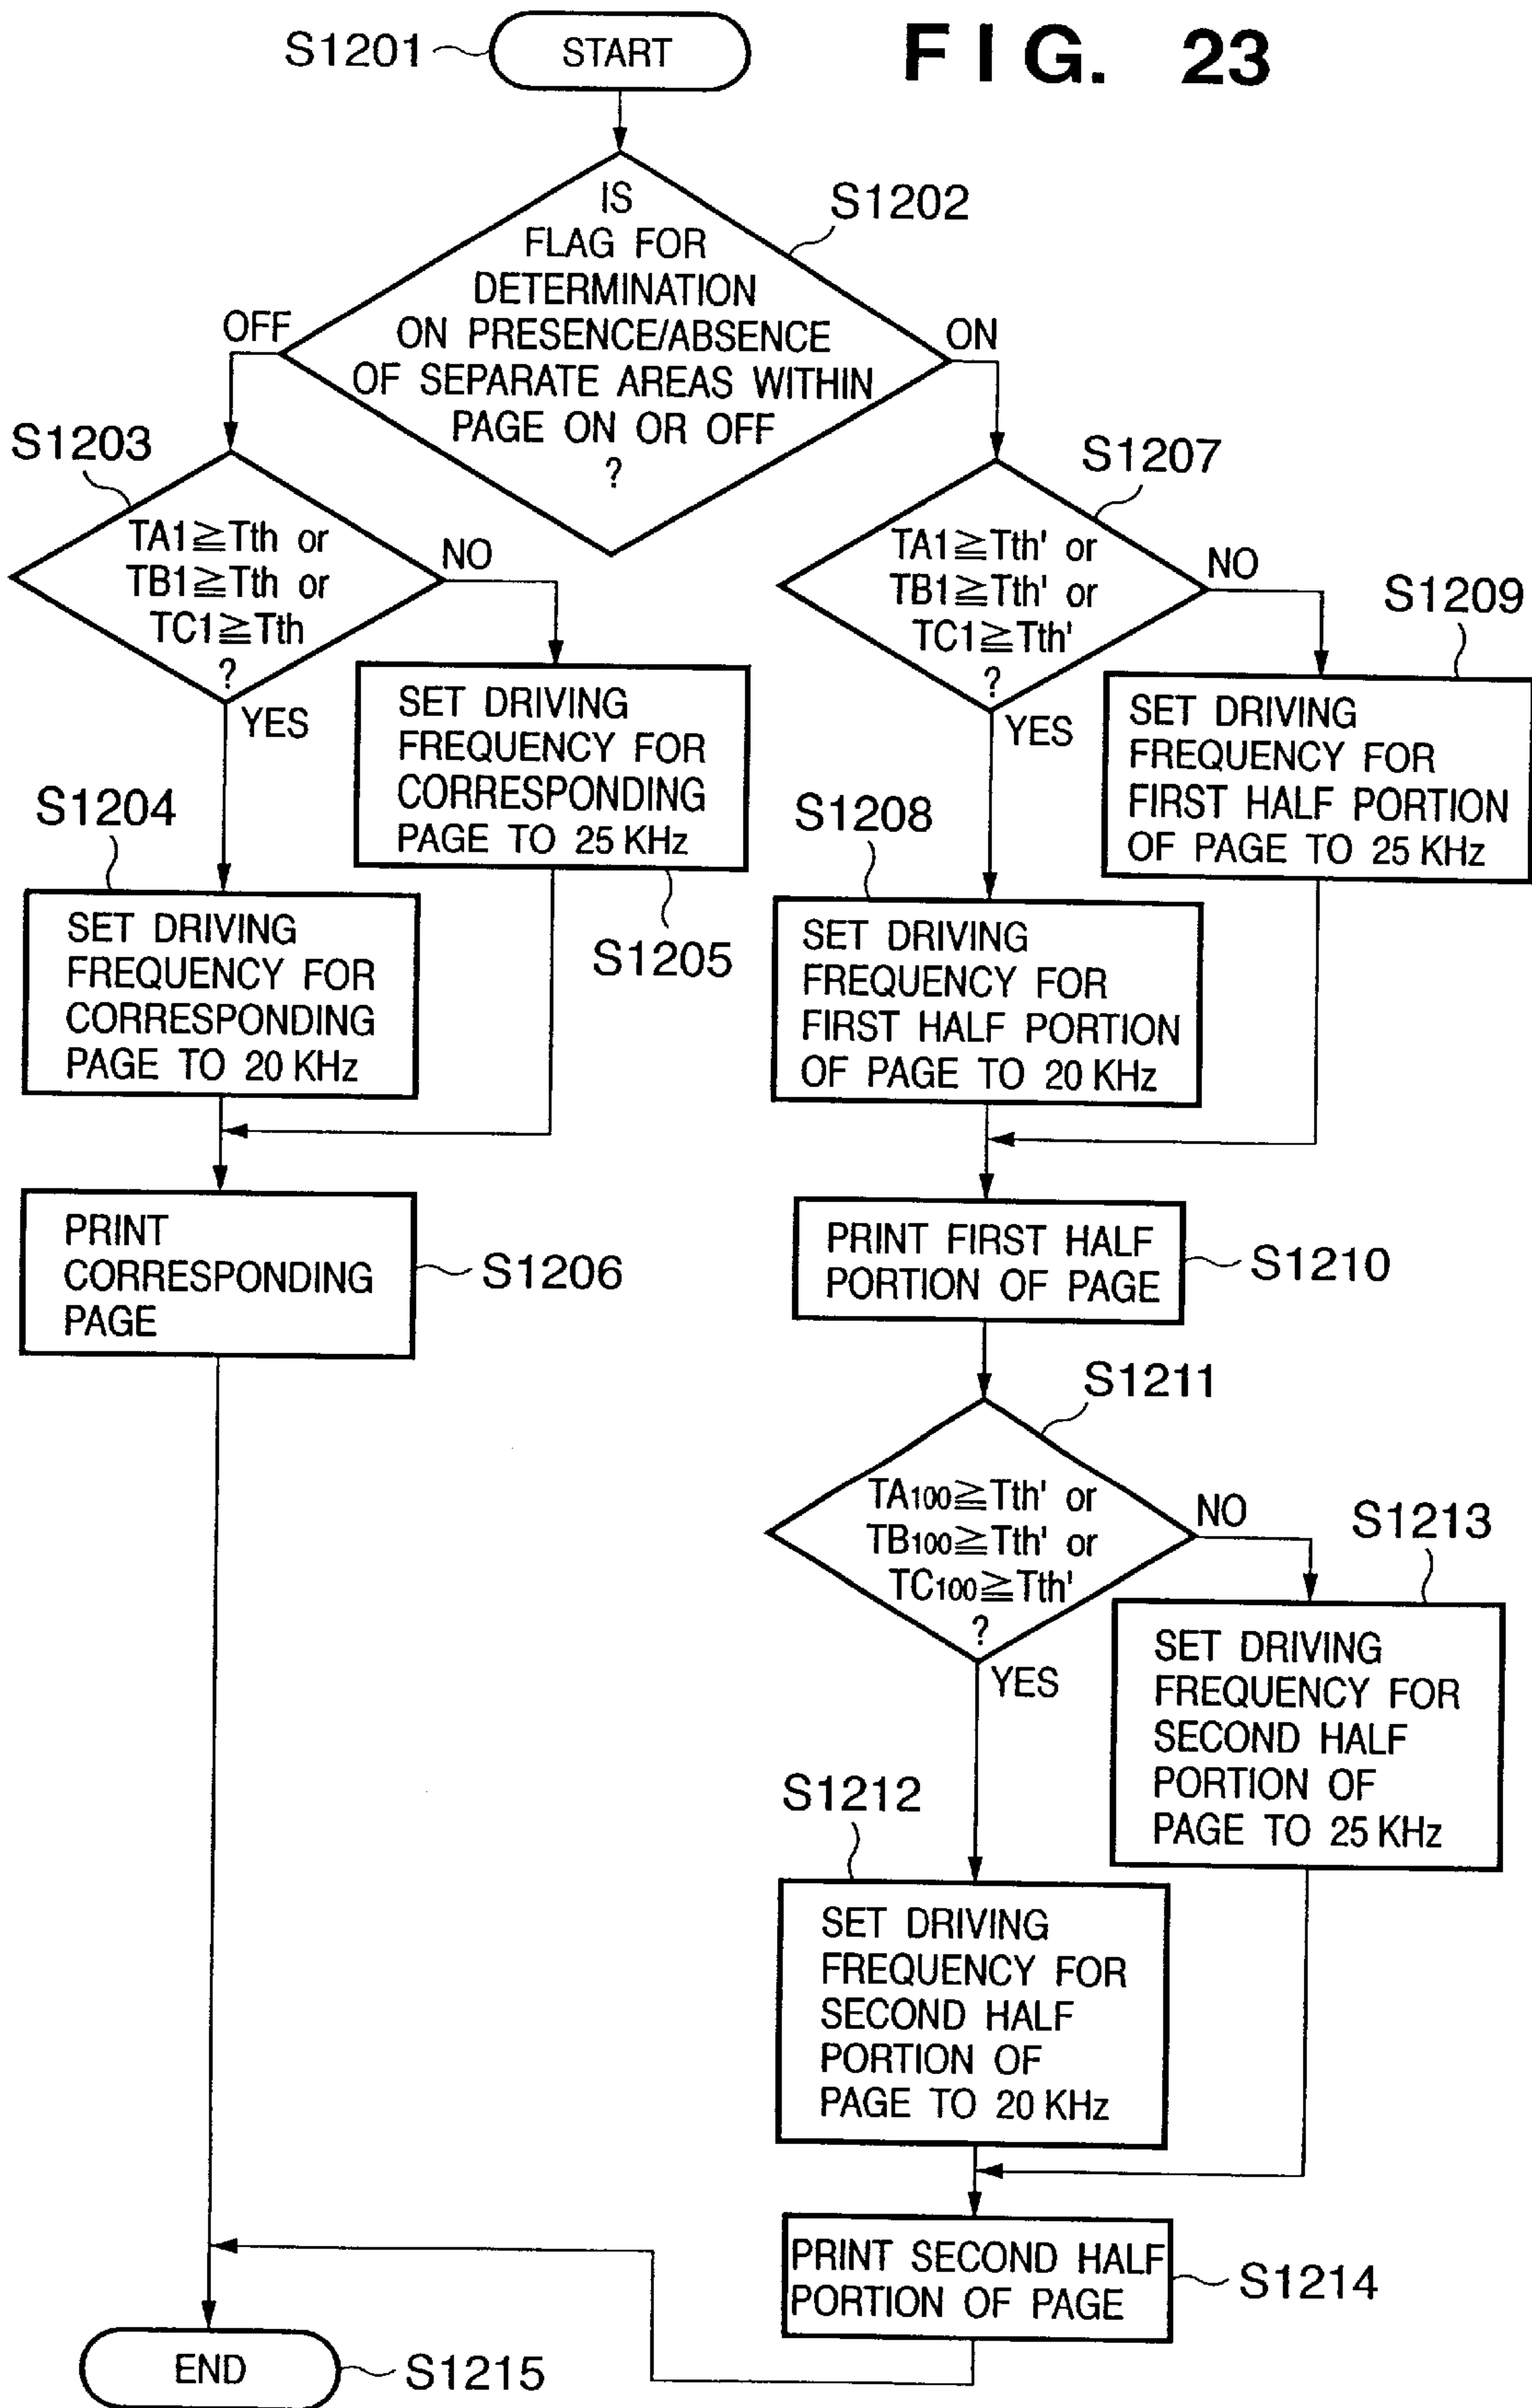 FIG. 23
S1201
START
S1202
IS
FLAG FOR
DETERMINATION
ON PRESENCE/ABSENCE
OF SEPARATE AREAS WITHIN
PAGE ON OR OFF
?
OFF
ON
S1203
TA1≧Tth or
TB1≧Tth or
TC1≧Tth
?
NO
YES
S1205
SET DRIVING
FREQUENCY FOR
CORRESPONDING
PAGE TO 25 KHz
S1204
SET DRIVING
FREQUENCY FOR
CORRESPONDING
PAGE TO 20 KHz
PRINT
CORRESPONDING
PAGE
S1206
S1207
TA1≧Tth' or
TB1≧Tth' or
TC1≧Tth'
?
NO
YES
S1209
SET DRIVING
FREQUENCY FOR
FIRST HALF PORTION
OF PAGE TO 25 KHz
S1208
SET DRIVING
FREQUENCY FOR
FIRST HALF PORTION
OF PAGE TO 20 KHz
PRINT FIRST HALF
PORTION OF PAGE
S1210
S1211
TA100≧Tth' or
TB100≧Tth' or
TC100≧Tth'
?
NO
YES
S1213
SET DRIVING
FREQUENCY FOR
SECOND HALF
PORTION OF
PAGE TO 25 KHz
S1212
SET DRIVING
FREQUENCY FOR
SECOND HALF
PORTION OF
PAGE TO 20 KHz
PRINT SECOND HALF
PORTION OF PAGE
S1214
END
S1215